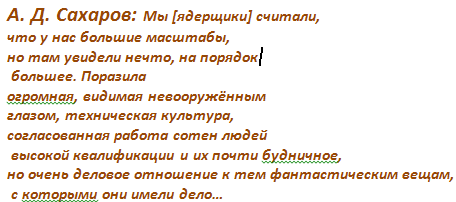 А. Д. Сахаров: Мы [ядерщики] считали,
что у нас большие масштабы,
но там увидели нечто, на порядок
большее. Поразила
огромная, видимая невооружённым
глазом, техническая культура,
согласованная работа сотен людей
высокой квалификации и их почти будничное,
но очень деловое отношение к тем фантастическим вещам,
с которыми они имели дело...